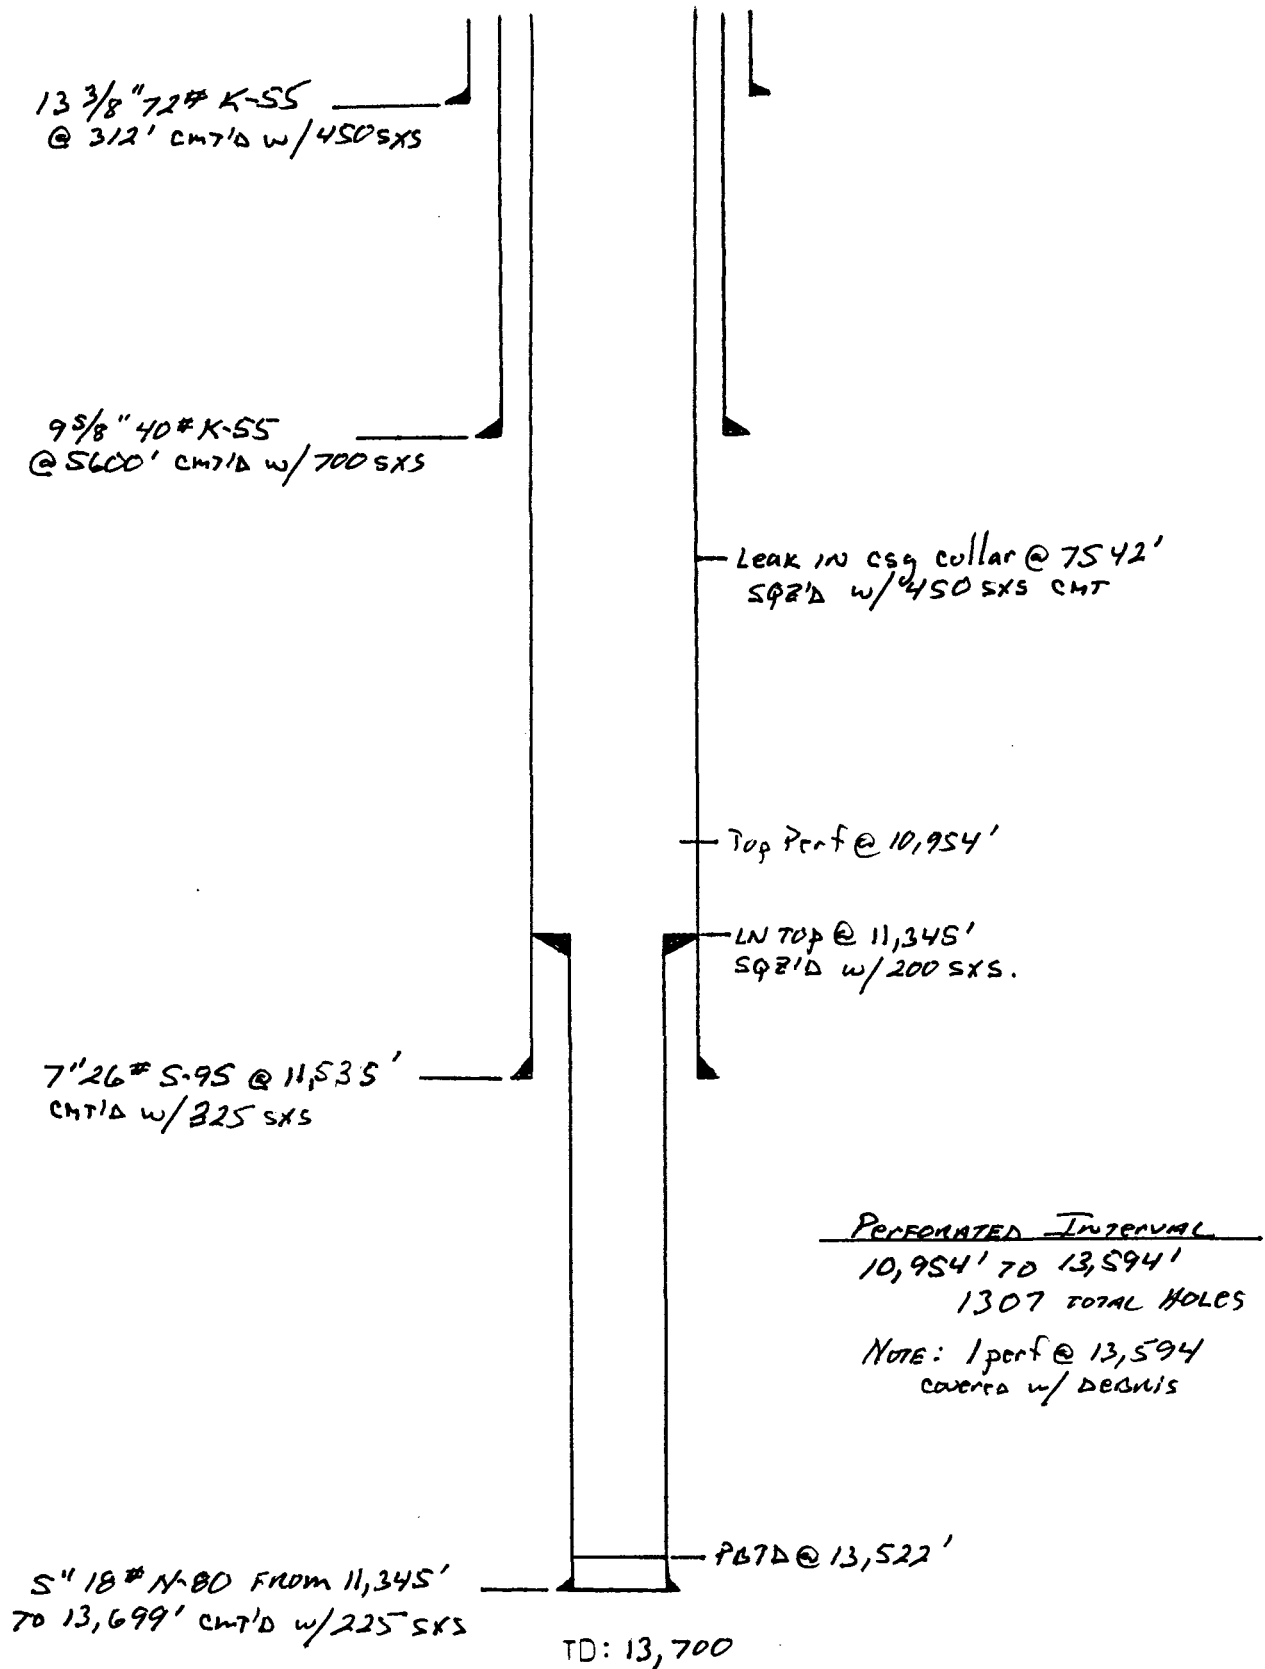 13 3/8" 72# K-55
@ 312' CMT'D w/450 SXS
9 5/8" 40# K-55
@ 5600' CMT'D w/700 SXS
Leak IN csg collar @ 7542'
SQZ'D w/450 SXS CMT
Top Perf @ 10,954'
LN TOP @ 11,345'
SQZ'D w/200 SXS.
7" 26# S-95 @ 11,535'
CMT'D w/325 SXS
PERFORATED INTERVAL
10,954' TO 13,594'
1307 TOTAL HOLES
NOTE: 1 perf @ 13,594
COVERED w/ DEBRIS
PBTD @ 13,522'
5" 18# N-80 FROM 11,345'
TO 13,699' CMT'D w/225 SXS
TD: 13,700